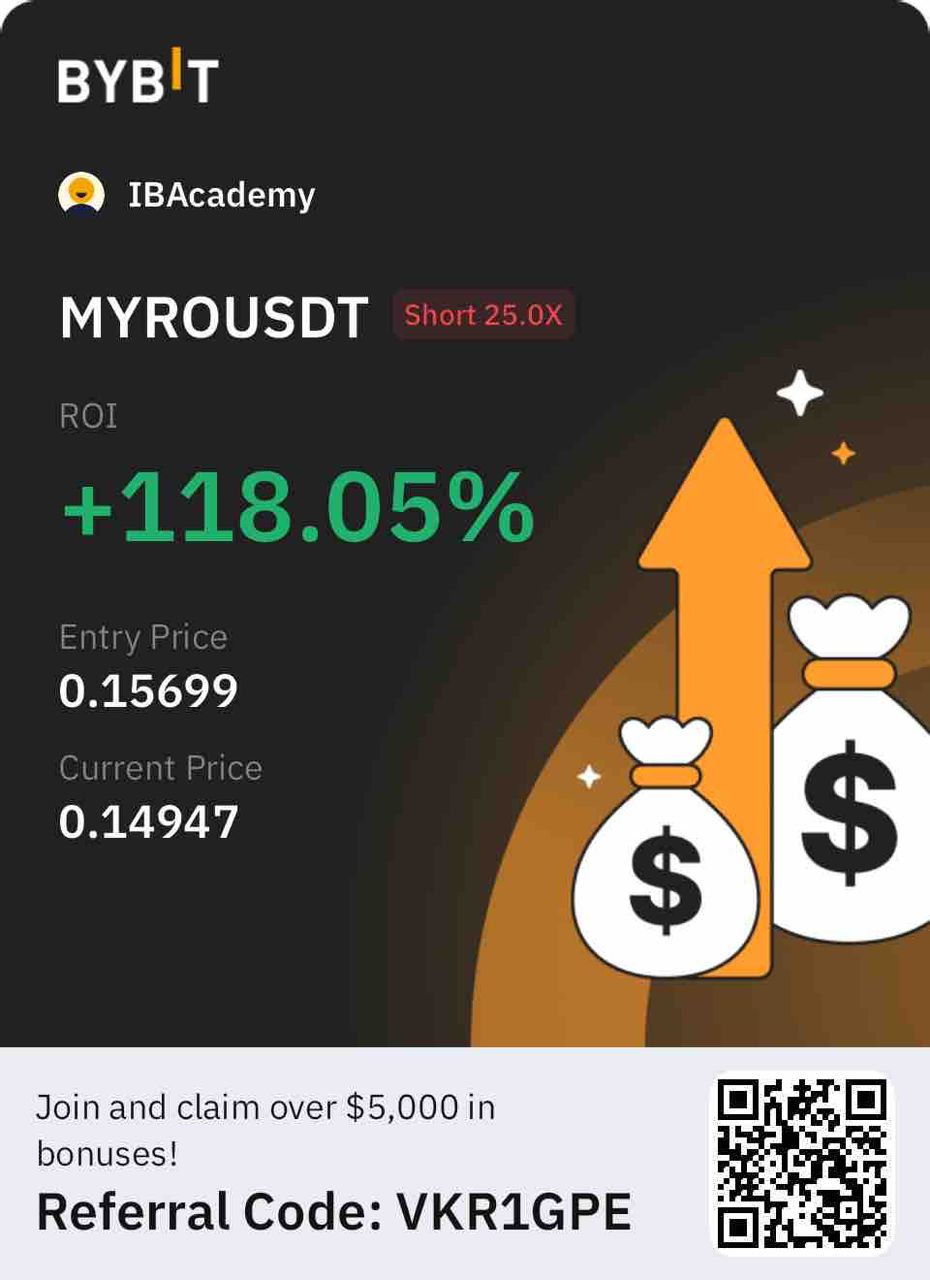 BYBIT
IBAcademy
MYROUSDT Short 25.0X
ROI
+118.05%
Entry Price
0.15699
Current Price
0.14947
$
$
Join and claim over $5,000 in
bonuses!
Referral Code: VKR1GPE